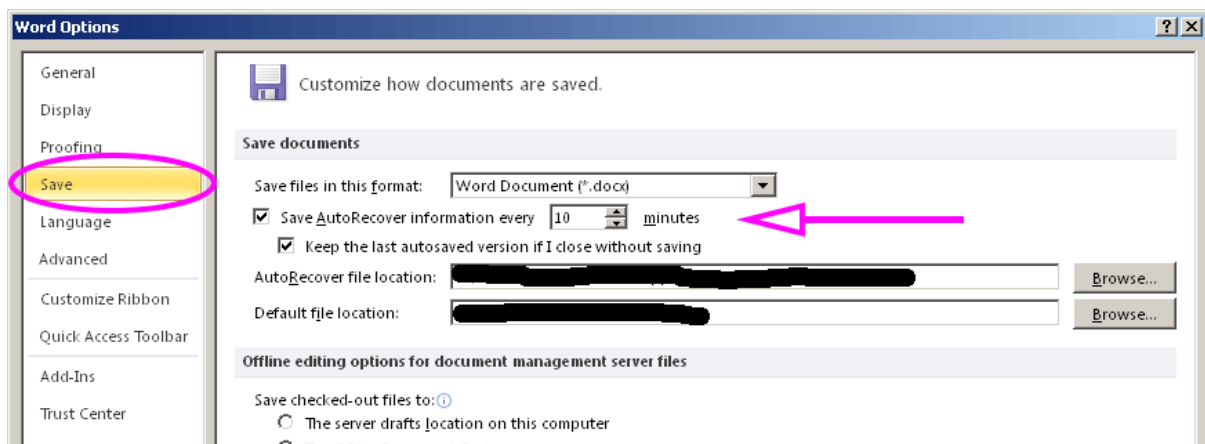 Word Options
General
Display
Proofing
Save
Language
Advanced
Customize Ribbon
Quick Access Toolbar
Add-Ins
Trust Center
Customize how documents are saved.
Save documents
Save files in this format: Word Document (*.docx)
Save AutoRecover information every 10 minutes
Keep the last autosaved version if I close without saving
AutoRecover file location: Browse...
Default file location: Browse...
Offline editing options for document management server files
Save checked-out files to:
The server drafts location on this computer